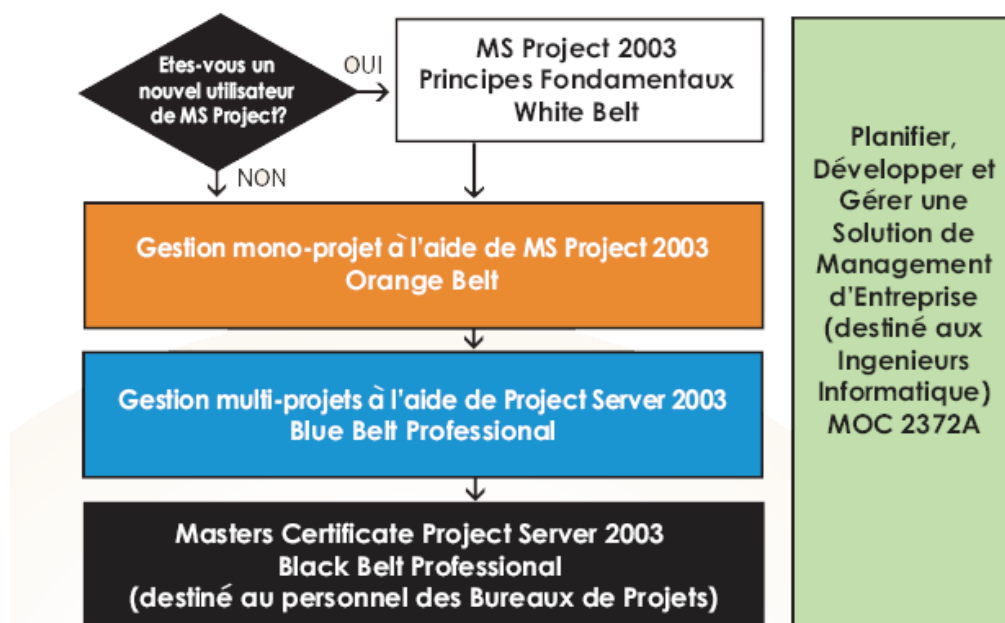 Etes-vous un
nouvel utilisateur
de MS Project?
OUI
NON
MS Project 2003
Principes Fondamentaux
White Belt
Gestion mono-projet à l'aide de MS Project 2003
Orange Belt
Gestion multi-projets à l'aide de Project Server 2003
Blue Belt Professional
Masters Certificate Project Server 2003
Black Belt Professional
(destiné au personnel des Bureaux de Projets)
Planifier,
Développer et
Gérer une
Solution de
Management
d'Entreprise
(destiné aux
Ingenieurs
Informatique)
MOC 2372A